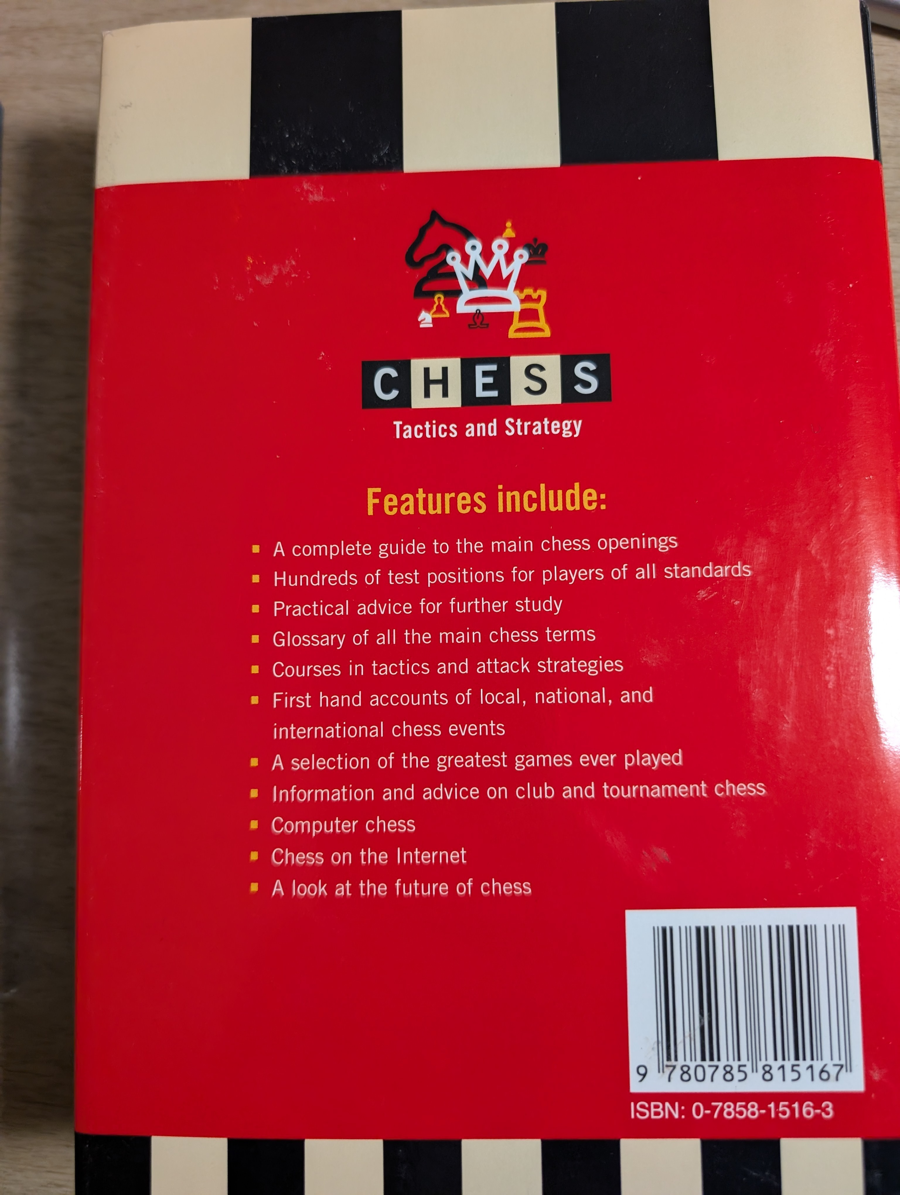 CHESS
Tactics and Strategy
Features include:
A complete guide to the main chess openings
Hundreds of test positions for players of all standards
Practical advice for further study
Glossary of all the main chess terms
Courses in tactics and attack strategies
First hand accounts of local, national, and
international chess events
A selection of the greatest games ever played
Information and advice on club and tournament chess
Computer chess
Chess on the Internet
A look at the future of chess
9 780785 815167
ISBN: 0-7858-1516-3